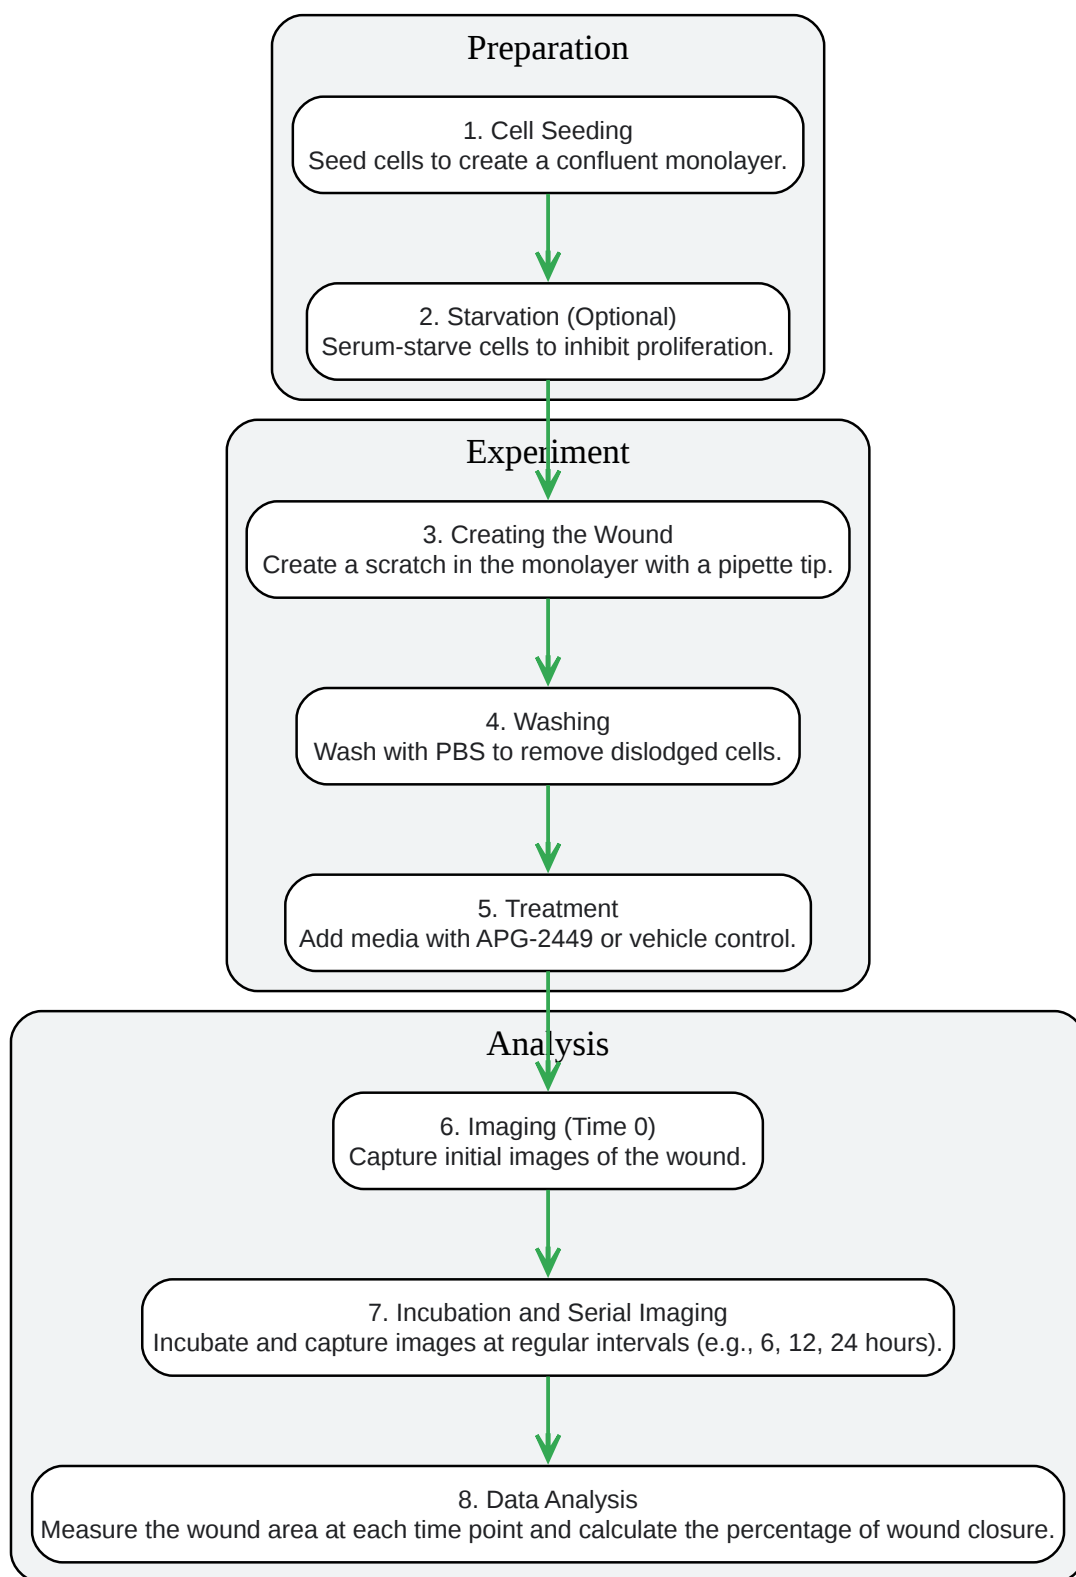 Preparation
1. Cell Seeding
Seed cells to create a confluent monolayer.
2. Starvation (Optional)
Serum-starve cells to inhibit proliferation.
Experiment
3. Creating the Wound
Create a scratch in the monolayer with a pipette tip.
4. Washing
Wash with PBS to remove dislodged cells.
5. Treatment
Add media with APG-2449 or vehicle control.
Analysis
6. Imaging (Time 0)
Capture initial images of the wound.
7. Incubation and Serial Imaging
Incubate and capture images at regular intervals (e.g., 6, 12, 24 hours).
8. Data Analysis
Measure the wound area at each time point and calculate the percentage of wound closure.